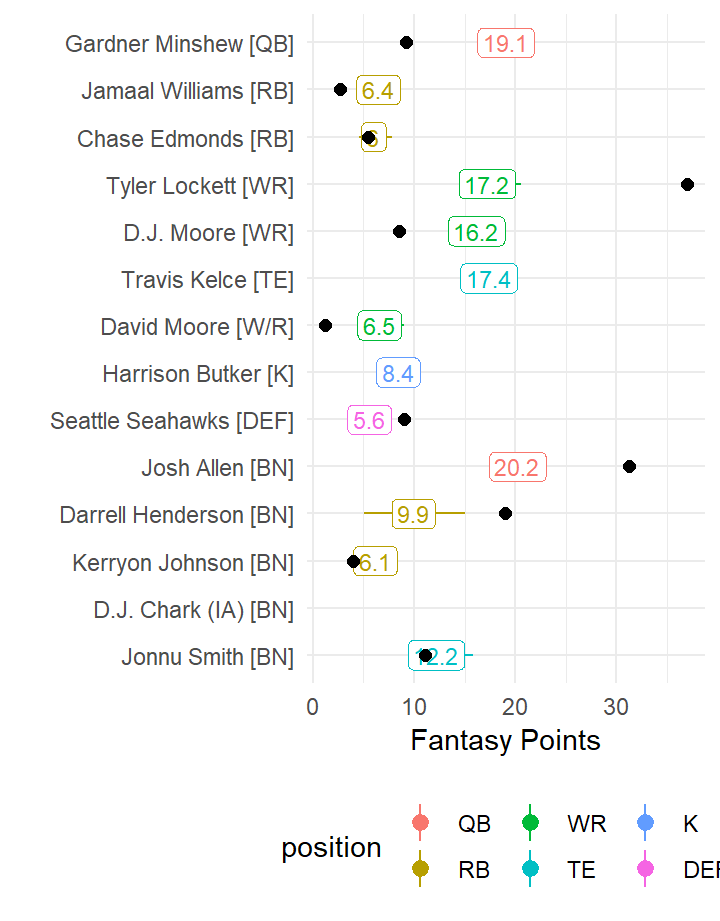 Gardner Minshew [QB] 19.1
Jamaal Williams [RB] 6.4
Chase Edmonds [RB]
Tyler Lockett [WR] 17.2
D.J. Moore [WR] 16.2
Travis Kelce [TE] 17.4
David Moore [W/R] 6.5
Harrison Butker [K] 8.4
Seattle Seahawks [DEF] 5.6
Josh Allen [BN] 20.2
Darrell Henderson [BN] 9.9
Kerryon Johnson [BN] 6.1
D.J. Chark (IA) [BN]
Jonnu Smith [BN] 12.2
0 10 20 30
Fantasy Points
position
QB WR K
RB TE DEF